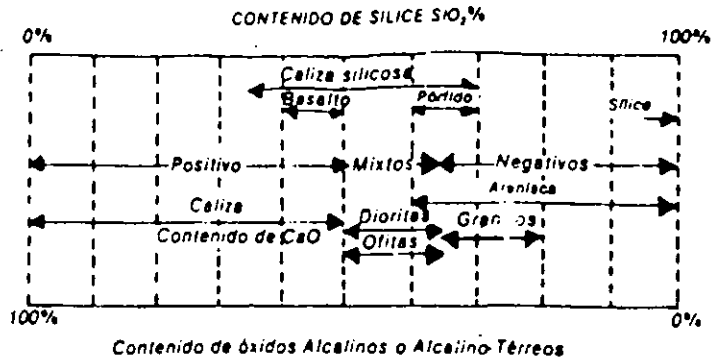 CONTENIDO DE SILICE SiO₂%
0% 100%
Caliza silicosa
Basalto Pórfido
Sílice
Positivo Mixtos Negativos
Arenisca
Caliza
Dioritas
Contenido de CaO
Ofitas
100% 0%
Contenido de óxidos Alcalinos o Alcalino-Térreos